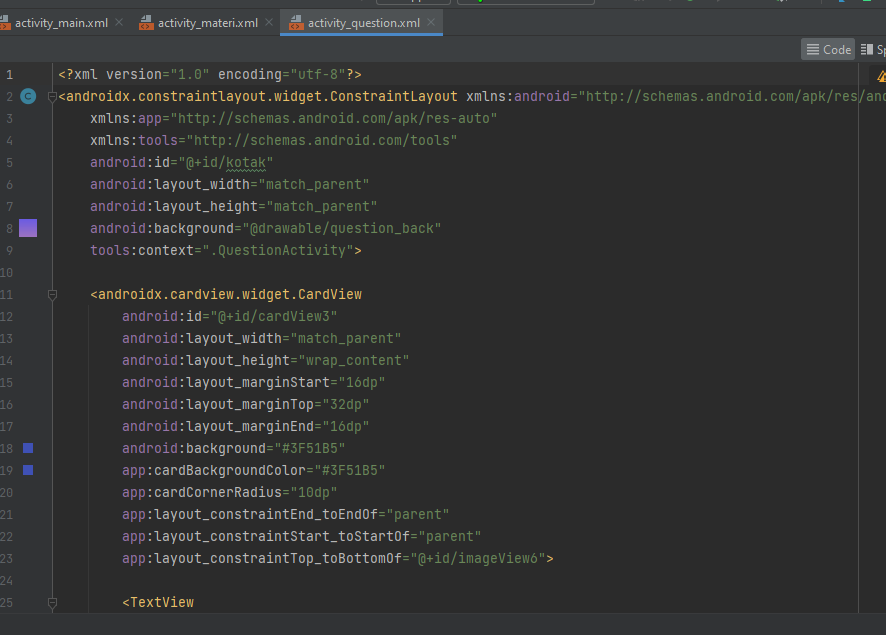 activity_main.xml activity_materi.xml activity_question.xml
Code
1 <?xml version="1.0" encoding="utf-8"?>
2 <androidx.constraintlayout.widget.ConstraintLayout xmlns:android="http://schemas.android.com/apk/res/and
3 xmlns:app="http://schemas.android.com/apk/res-auto"
4 xmlns:tools="http://schemas.android.com/tools"
5 android:id="@+id/kotak"
6 android:layout_width="match_parent"
7 android:layout_height="match_parent"
8 android:background="@drawable/question_back"
9 tools:context=".QuestionActivity">
10
11 <androidx.cardview.widget.CardView
12 android:id="@+id/cardView3"
13 android:layout_width="match_parent"
14 android:layout_height="wrap_content"
15 android:layout_marginStart="16dp"
16 android:layout_marginTop="32dp"
17 android:layout_marginEnd="16dp"
18 android:background="#3F51B5"
19 app:cardBackgroundColor="#3F51B5"
20 app:cardCornerRadius="10dp"
21 app:layout_constraintEnd_toEndOf="parent"
22 app:layout_constraintStart_toStartOf="parent"
23 app:layout_constraintTop_toBottomOf="@+id/imageView6">
24
25 <TextView